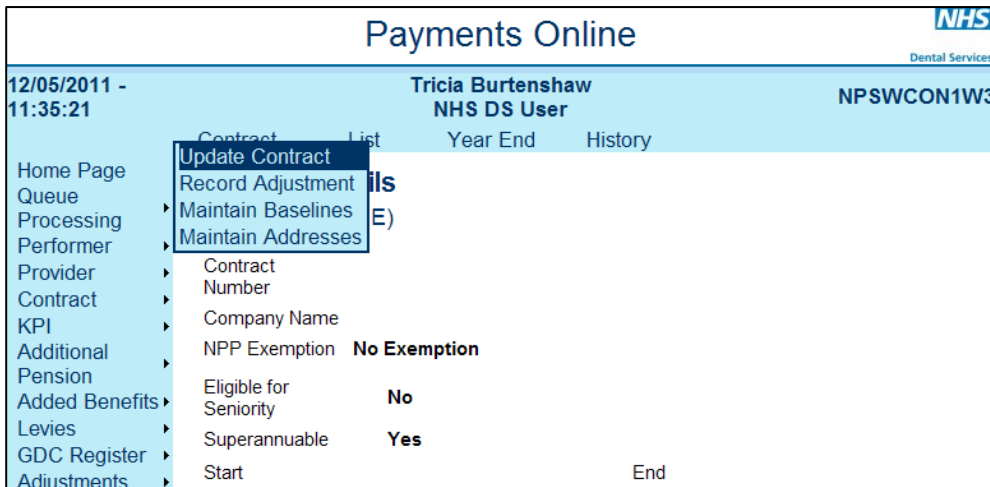 Payments Online
NHS
Dental Services
12/05/2011 -
11:35:21
Tricia Burtenshaw
NHS DS User
NPSWCON1W3
Contract List Year End History
Update Contract
Record Adjustment
Maintain Baselines
Maintain Addresses
ils
E)
Home Page
Queue
Processing
Performer
Provider
Contract
KPI
Additional
Pension
Added Benefits
Levies
GDC Register
Adjustments
Contract
Number
Company Name
NPP Exemption No Exemption
Eligible for
Seniority No
Superannuable Yes
Start End